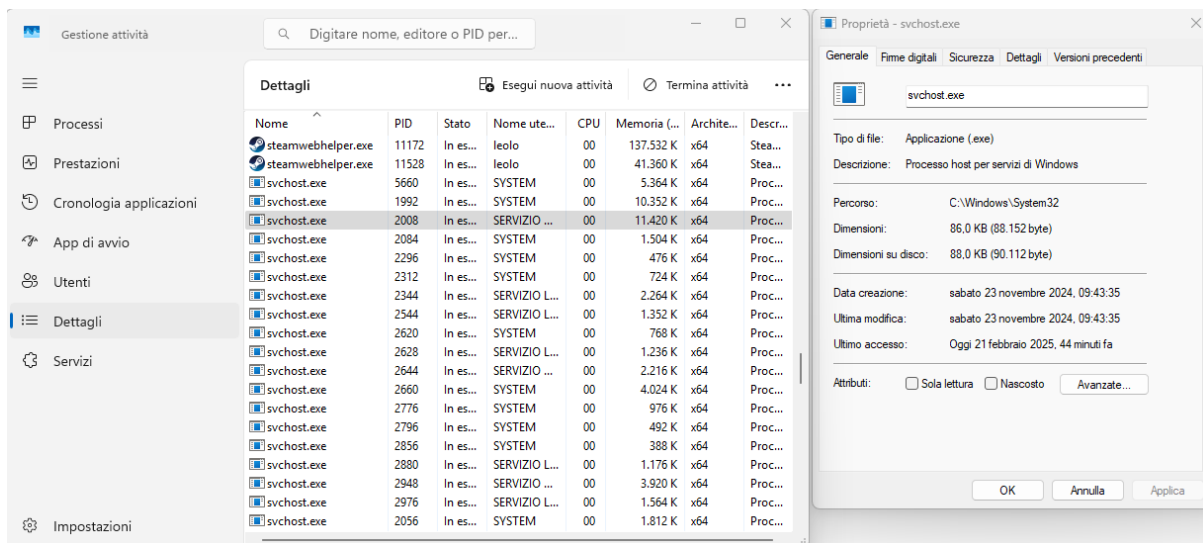 Gestione attività
Digitare nome, editore o PID per...
Processi
Prestazioni
Cronologia applicazioni
App di avvio
Utenti
Dettagli
Servizi
Impostazioni
Dettagli Esegui nuova attività Termina attività ...
Nome PID Stato Nome ute... CPU Memoria (... Archite... Descr...
steamwebhelper.exe 11172 In es... leolo 00 137.532 K x64 Stea...
steamwebhelper.exe 11528 In es... leolo 00 41.360 K x64 Stea...
svchost.exe 5660 In es... SYSTEM 00 5.364 K x64 Proc...
svchost.exe 1992 In es... SYSTEM 00 10.352 K x64 Proc...
svchost.exe 2008 In es... SERVIZIO ... 00 11.420 K x64 Proc...
svchost.exe 2084 In es... SYSTEM 00 1.504 K x64 Proc...
svchost.exe 2296 In es... SYSTEM 00 476 K x64 Proc...
svchost.exe 2312 In es... SYSTEM 00 724 K x64 Proc...
svchost.exe 2344 In es... SERVIZIO L... 00 2.264 K x64 Proc...
svchost.exe 2544 In es... SERVIZIO L... 00 1.352 K x64 Proc...
svchost.exe 2620 In es... SYSTEM 00 768 K x64 Proc...
svchost.exe 2628 In es... SERVIZIO L... 00 1.236 K x64 Proc...
svchost.exe 2644 In es... SERVIZIO ... 00 2.216 K x64 Proc...
svchost.exe 2660 In es... SYSTEM 00 4.024 K x64 Proc...
svchost.exe 2776 In es... SYSTEM 00 976 K x64 Proc...
svchost.exe 2796 In es... SYSTEM 00 492 K x64 Proc...
svchost.exe 2856 In es... SYSTEM 00 388 K x64 Proc...
svchost.exe 2880 In es... SERVIZIO L... 00 1.176 K x64 Proc...
svchost.exe 2948 In es... SERVIZIO ... 00 3.920 K x64 Proc...
svchost.exe 2976 In es... SERVIZIO L... 00 1.564 K x64 Proc...
svchost.exe 2056 In es... SYSTEM 00 1.812 K x64 Proc...
Proprietà - svchost.exe
Generale Firme digitali Sicurezza Dettagli Versioni precedenti
svchost.exe
Tipo di file: Applicazione (.exe)
Descrizione: Processo host per servizi di Windows
Percorso: C:\Windows\System32
Dimensioni: 86,0 KB (88.152 byte)
Dimensioni su disco: 88,0 KB (90.112 byte)
Data creazione: sabato 23 novembre 2024, 09:43:35
Ultima modifica: sabato 23 novembre 2024, 09:43:35
Ultimo accesso: Oggi 21 febbraio 2025, 44 minuti fa
Attributi: Sola lettura Nascosto Avanzate...
OK Annulla Applica